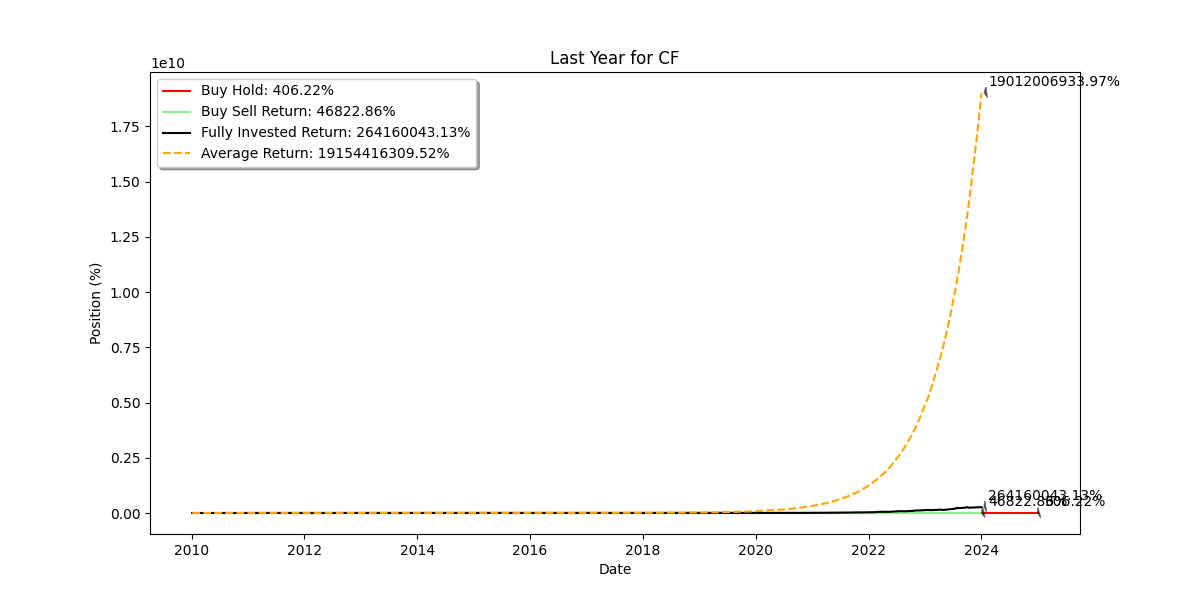 Last Year for CF
1e10
Buy Hold: 406.22%
Buy Sell Return: 46822.86%
Fully Invested Return: 264160043.13%
Average Return: 19154416309.52%
19012006933.97%
1.75
1.50
1.25
1.00
0.75
0.50
0.25
0.00
Position (%)
264160043.13%
46822.86%
2010
2012
2014
2016
2018
2020
2022
2024
Date